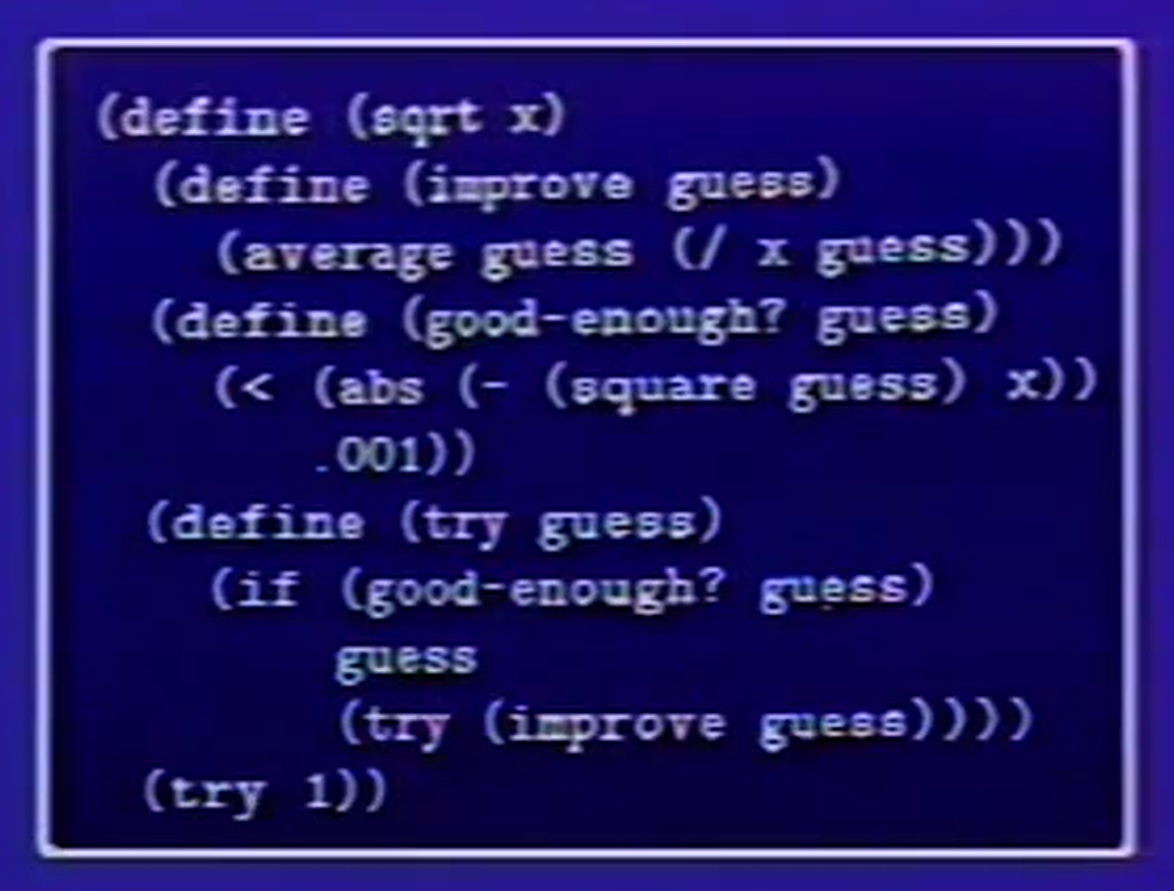 (define (sqrt x)
(define (improve guess)
(average guess (/ x guess)))
(define (good-enough? guess)
(< (abs (- (square guess) x))
.001))
(define (try guess)
(if (good-enough? guess)
guess
(try (improve guess))))
(try 1))